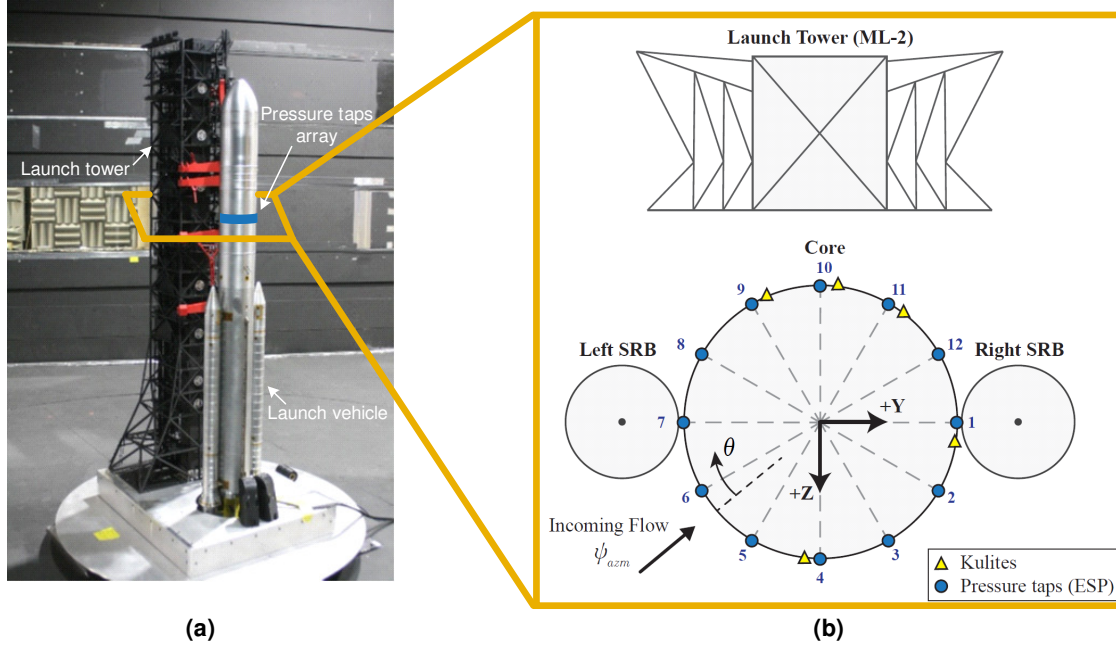 Launch tower
Pressure taps
array
Launch vehicle
(a)
Launch Tower (ML-2)
Core
10
9
11
8
12
Left SRB
Right SRB
7
1
+Y
θ
+Z
6
2
Incoming Flow
ψazm
5
3
4
Kulites
Pressure taps (ESP)
(b)